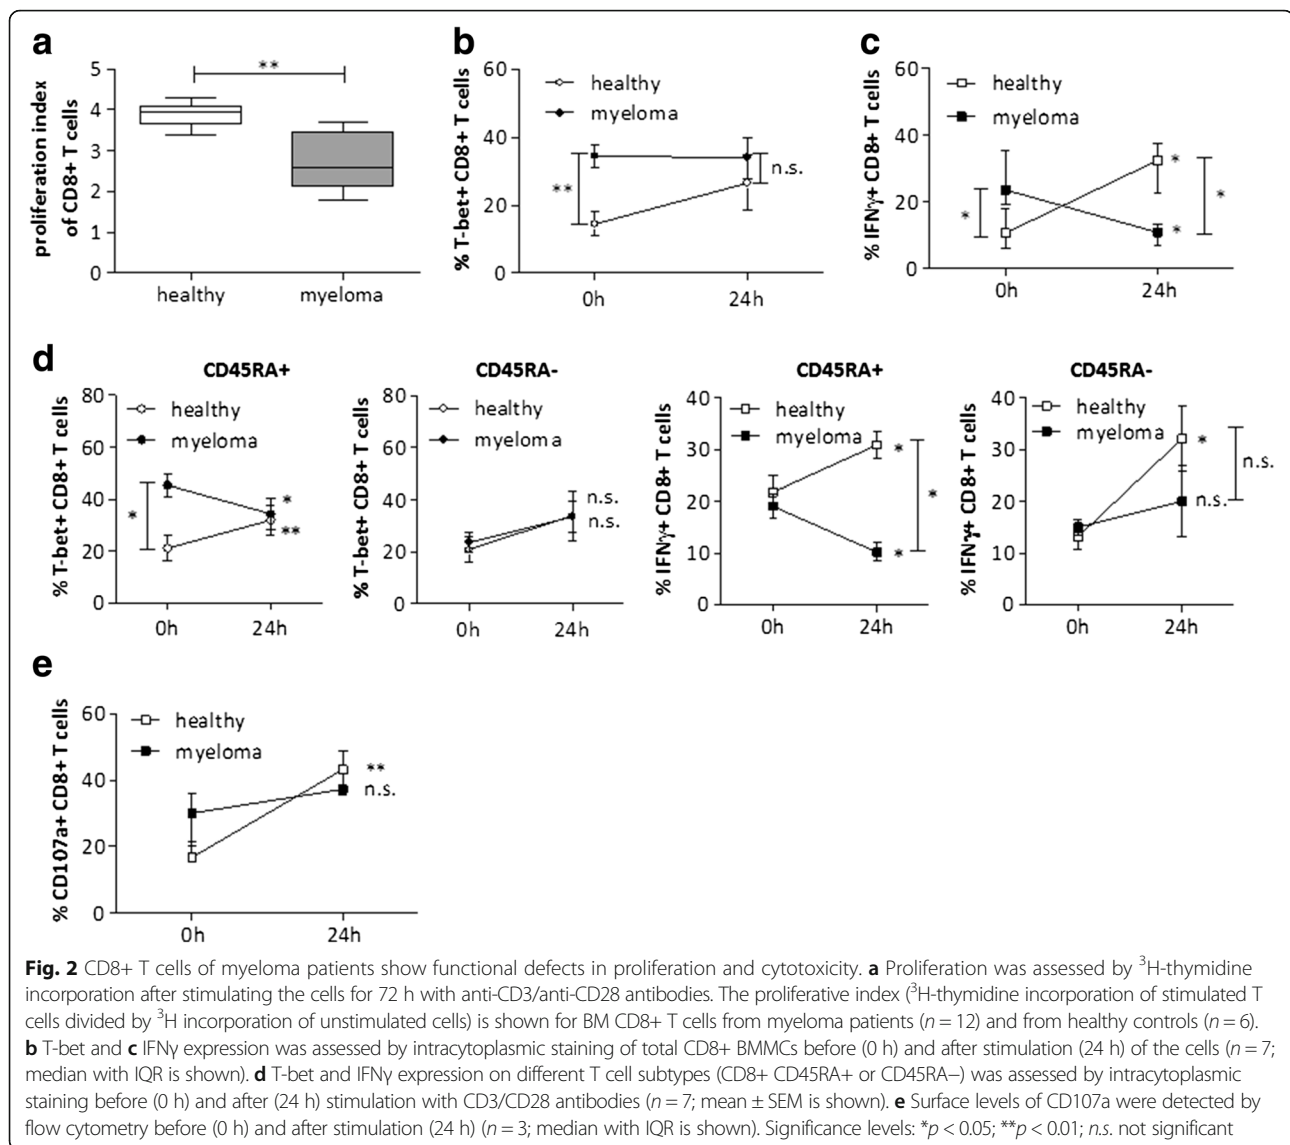 a
proliferation index
of CD8+ T cells
5
4
3
2
1
0
**
healthy
myeloma
b
% T-bet+ CD8+ T cells
60
40
20
0
healthy
myeloma
**
n.s.
0h
24h
c
% IFNγ+ CD8+ T cells
60
40
20
0
healthy
myeloma
*
*
*
*
0h
24h
d
CD45RA+
% T-bet+ CD8+ T cells
80
60
40
20
0
healthy
myeloma
*
*
**
0h
24h
CD45RA-
% T-bet+ CD8+ T cells
80
60
40
20
0
healthy
myeloma
n.s.
n.s.
0h
24h
CD45RA+
% IFNγ+ CD8+ T cells
40
30
20
10
0
healthy
myeloma
*
*
*
0h
24h
CD45RA-
% IFNγ+ CD8+ T cells
40
30
20
10
0
healthy
myeloma
*
n.s.
n.s.
0h
24h
e
% CD107a+ CD8+ T cells
60
40
20
0
healthy
myeloma
**
n.s.
0h
24h
Fig. 2 CD8+ T cells of myeloma patients show functional defects in proliferation and cytotoxicity. a Proliferation was assessed by ³H-thymidine
incorporation after stimulating the cells for 72 h with anti-CD3/anti-CD28 antibodies. The proliferative index (³H-thymidine incorporation of stimulated T
cells divided by ³H incorporation of unstimulated cells) is shown for BM CD8+ T cells from myeloma patients (n = 12) and from healthy controls (n = 6).
b T-bet and c IFNγ expression was assessed by intracytoplasmic staining of total CD8+ BMMCs before (0 h) and after stimulation (24 h) of the cells (n = 7;
median with IQR is shown). d T-bet and IFNγ expression on different T cell subtypes (CD8+ CD45RA+ or CD45RA−) was assessed by intracytoplasmic
staining before (0 h) and after (24 h) stimulation with CD3/CD28 antibodies (n = 7; mean ± SEM is shown). e Surface levels of CD107a were detected by
flow cytometry before (0 h) and after stimulation (24 h) (n = 3; median with IQR is shown). Significance levels: *p < 0.05; **p < 0.01; n.s. not significant